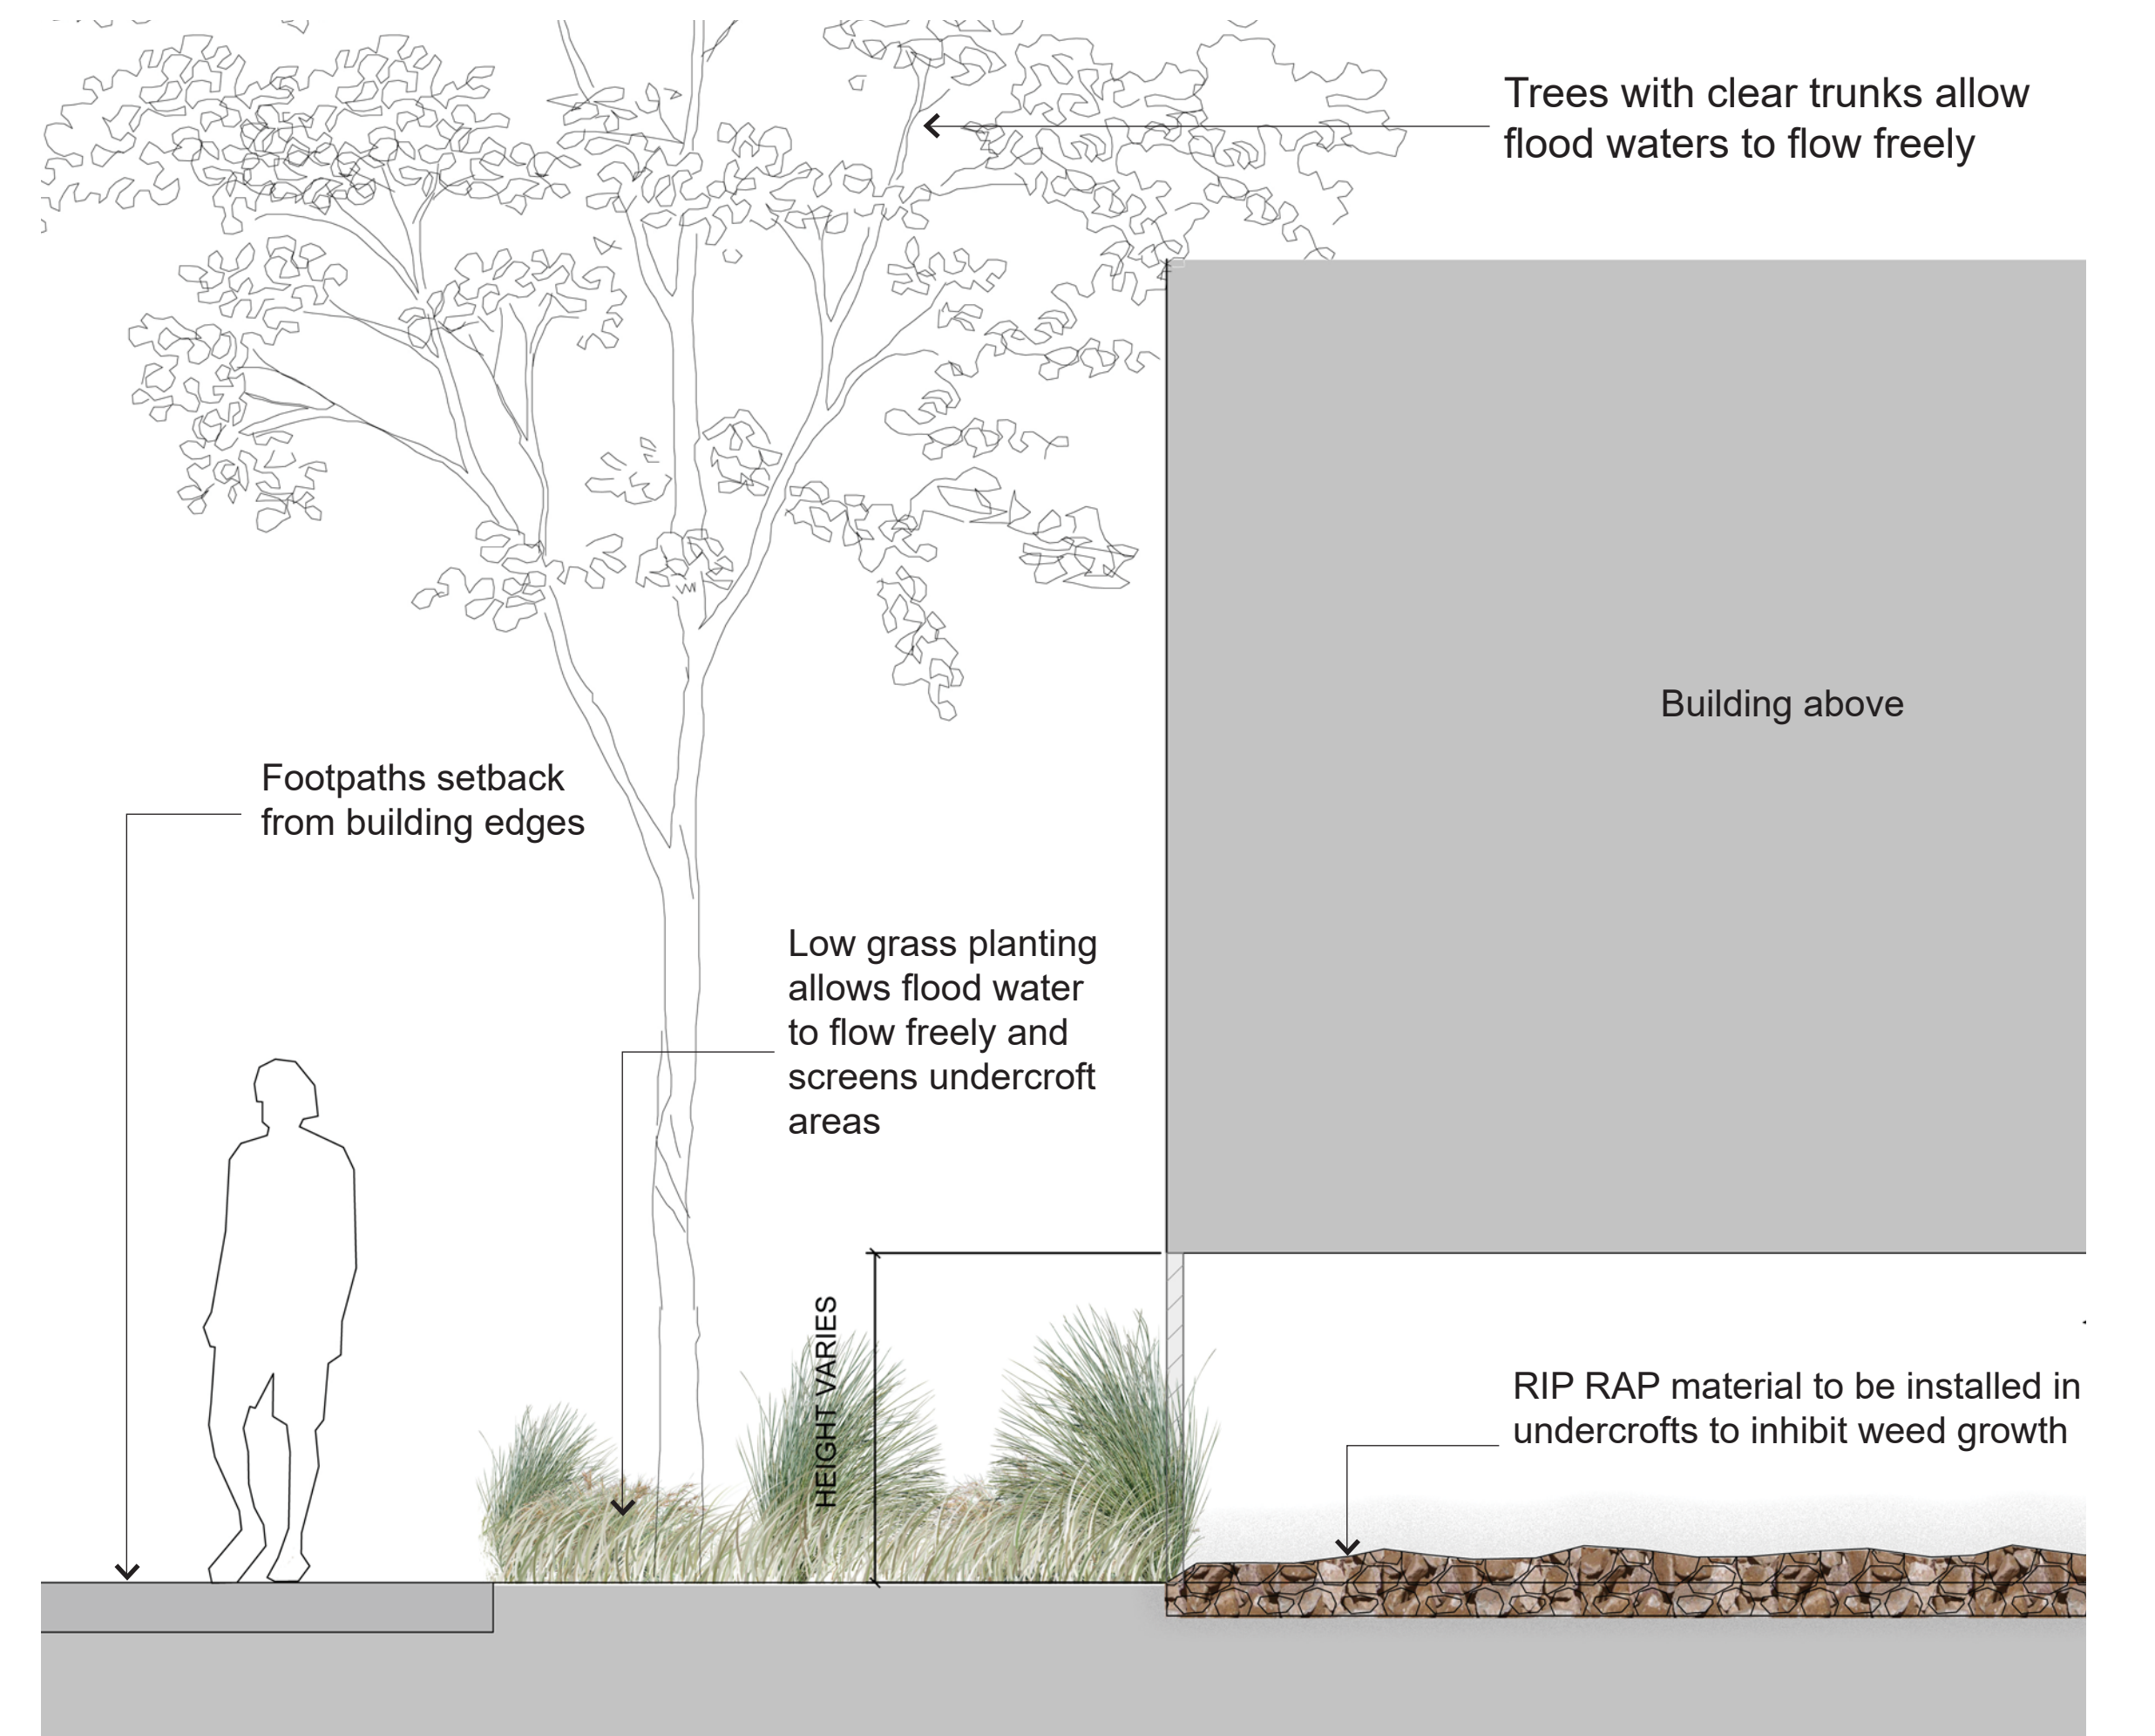 Trees with clear trunks allow
flood waters to flow freely
Building above
Footpaths setback
from building edges
Low grass planting
allows flood water
to flow freely and
screens undercroft
areas
HEIGHT VARIES
RIP RAP material to be installed in
undercrofts to inhibit weed growth